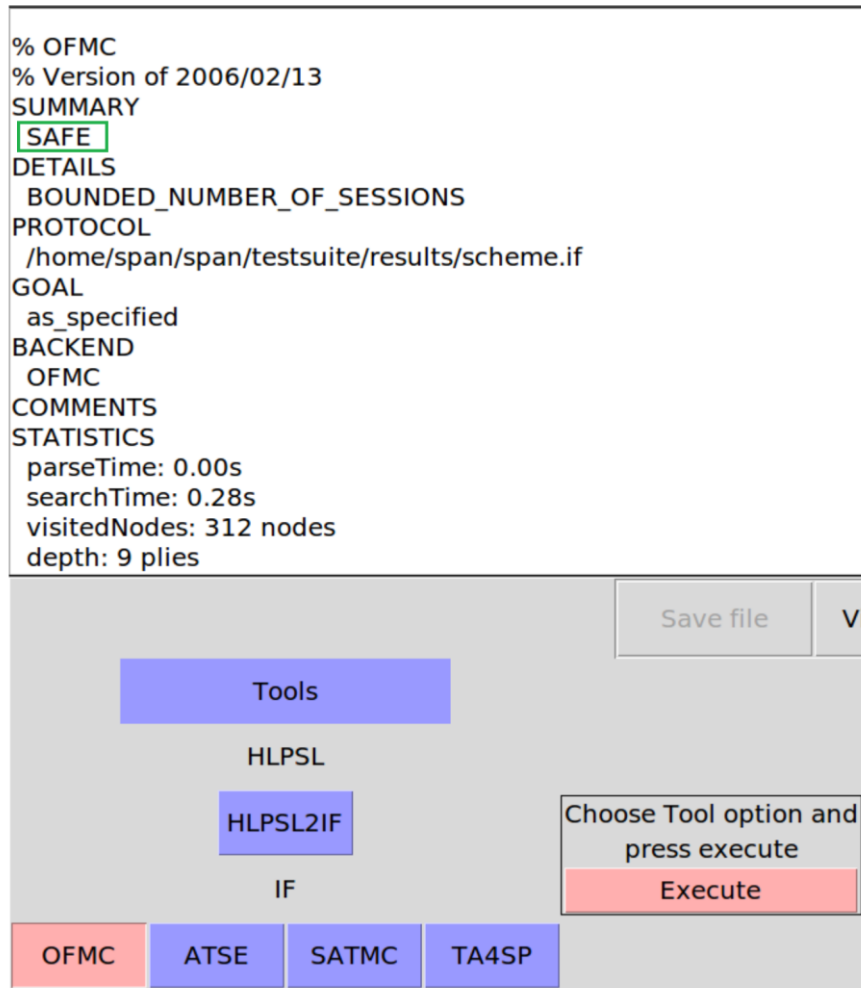 % OFMC
% Version of 2006/02/13
SUMMARY
SAFE
DETAILS
BOUNDED_NUMBER_OF_SESSIONS
PROTOCOL
/home/span/span/testsuite/results/scheme.if
GOAL
as_specified
BACKEND
OFMC
COMMENTS
STATISTICS
parseTime: 0.00s
searchTime: 0.28s
visitedNodes: 312 nodes
depth: 9 plies
Save file
Tools
HLPSL
HLPSL2IF
Choose Tool option and
press execute
IF
Execute
OFMC ATSE SATMC TA4SP